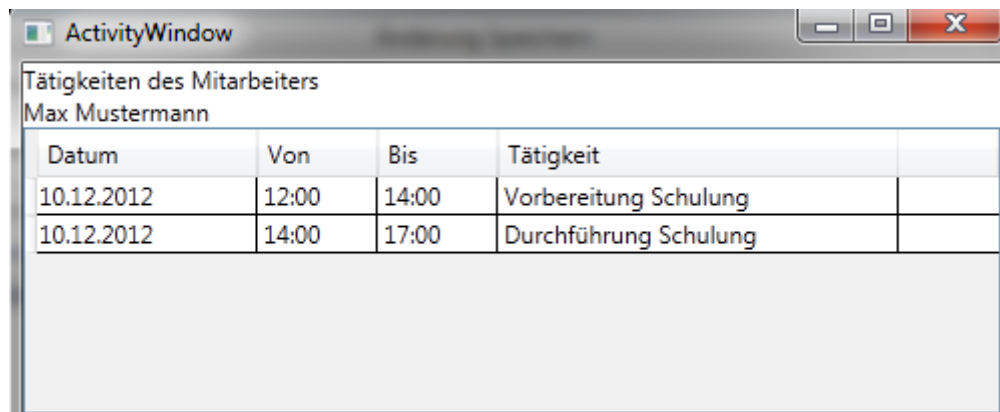 ActivityWindow
Tätigkeiten des Mitarbeiters
Max Mustermann
Datum Von Bis Tätigkeit
10.12.2012 12:00 14:00 Vorbereitung Schulung
10.12.2012 14:00 17:00 Durchführung Schulung